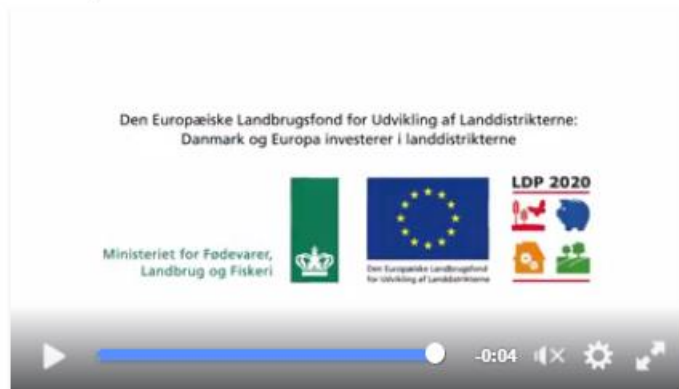 Den Europæiske Landbrugsfond for Udvikling af Landdistrikterne:
Danmark og Europa investerer i landdistrikterne
LDP 2020
Ministeriet for Fødevarer,
Landbrug og Fiskeri
Den Europæiske Landbrugsfond
for Udvikling af Landdistrikterne
-0:04